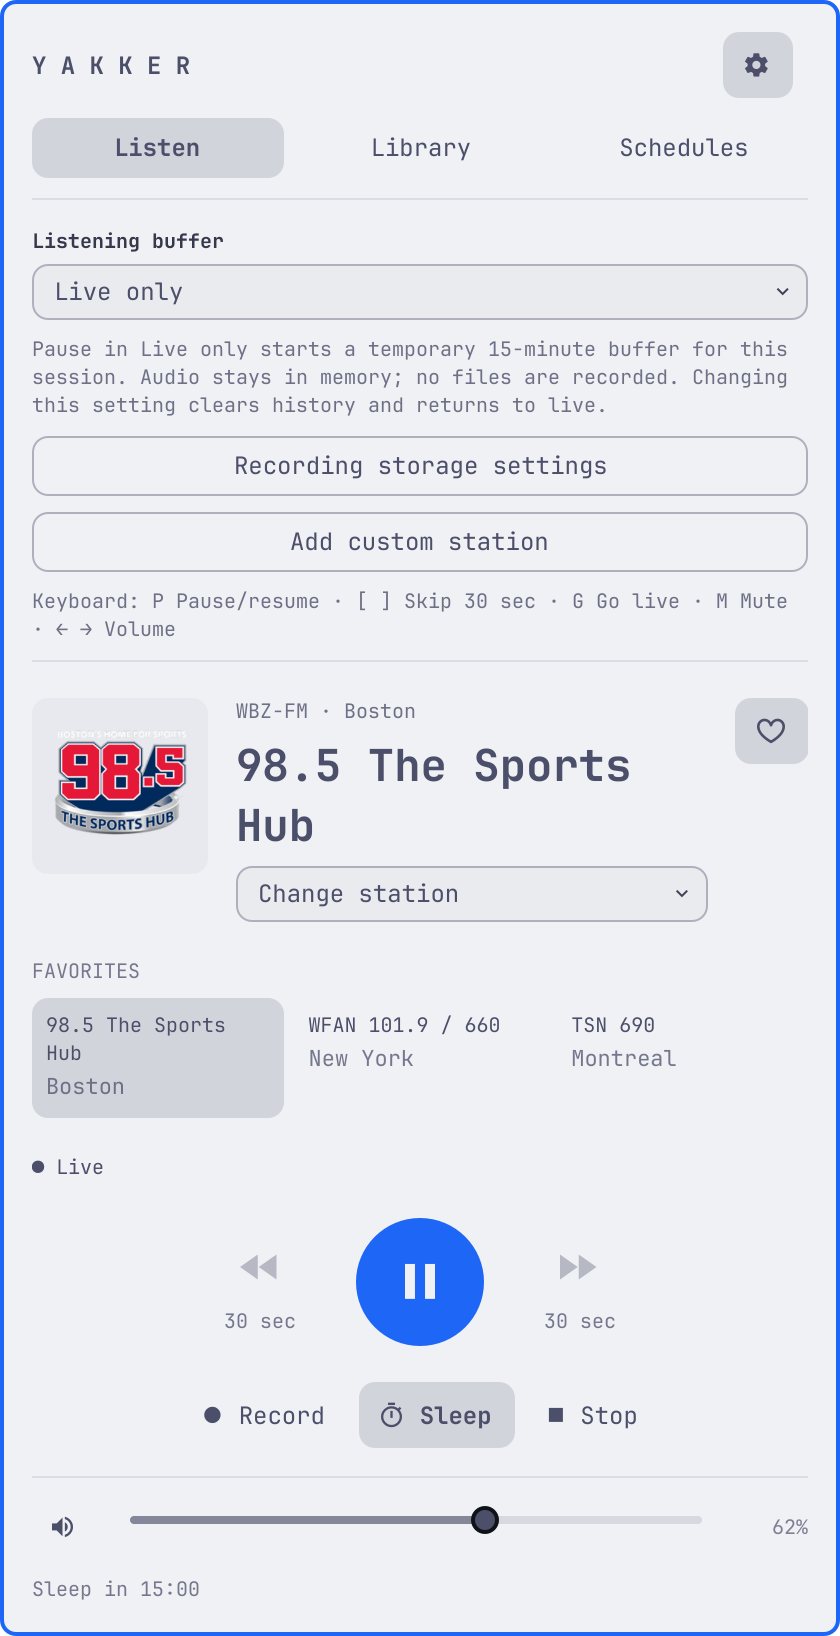 YAKKER
Listen
Library
Schedules
Listening buffer
Live only
Pause in Live only starts a temporary 15-minute buffer for this
session. Audio stays in memory; no files are recorded. Changing
this setting clears history and returns to live.
Recording storage settings
Add custom station
Keyboard: P Pause/resume · [ ] Skip 30 sec · G Go live · M Mute
· ← → Volume
BOSTON'S HOME FOR SPORTS
98.5
THE SPORTS HUB
WBZ-FM · Boston
98.5 The Sports
Hub
Change station
FAVORITES
98.5 The Sports
Hub
Boston
WFAN 101.9 / 660
New York
TSN 690
Montreal
Live
30 sec
30 sec
Record
Sleep
Stop
62%
Sleep in 15:00